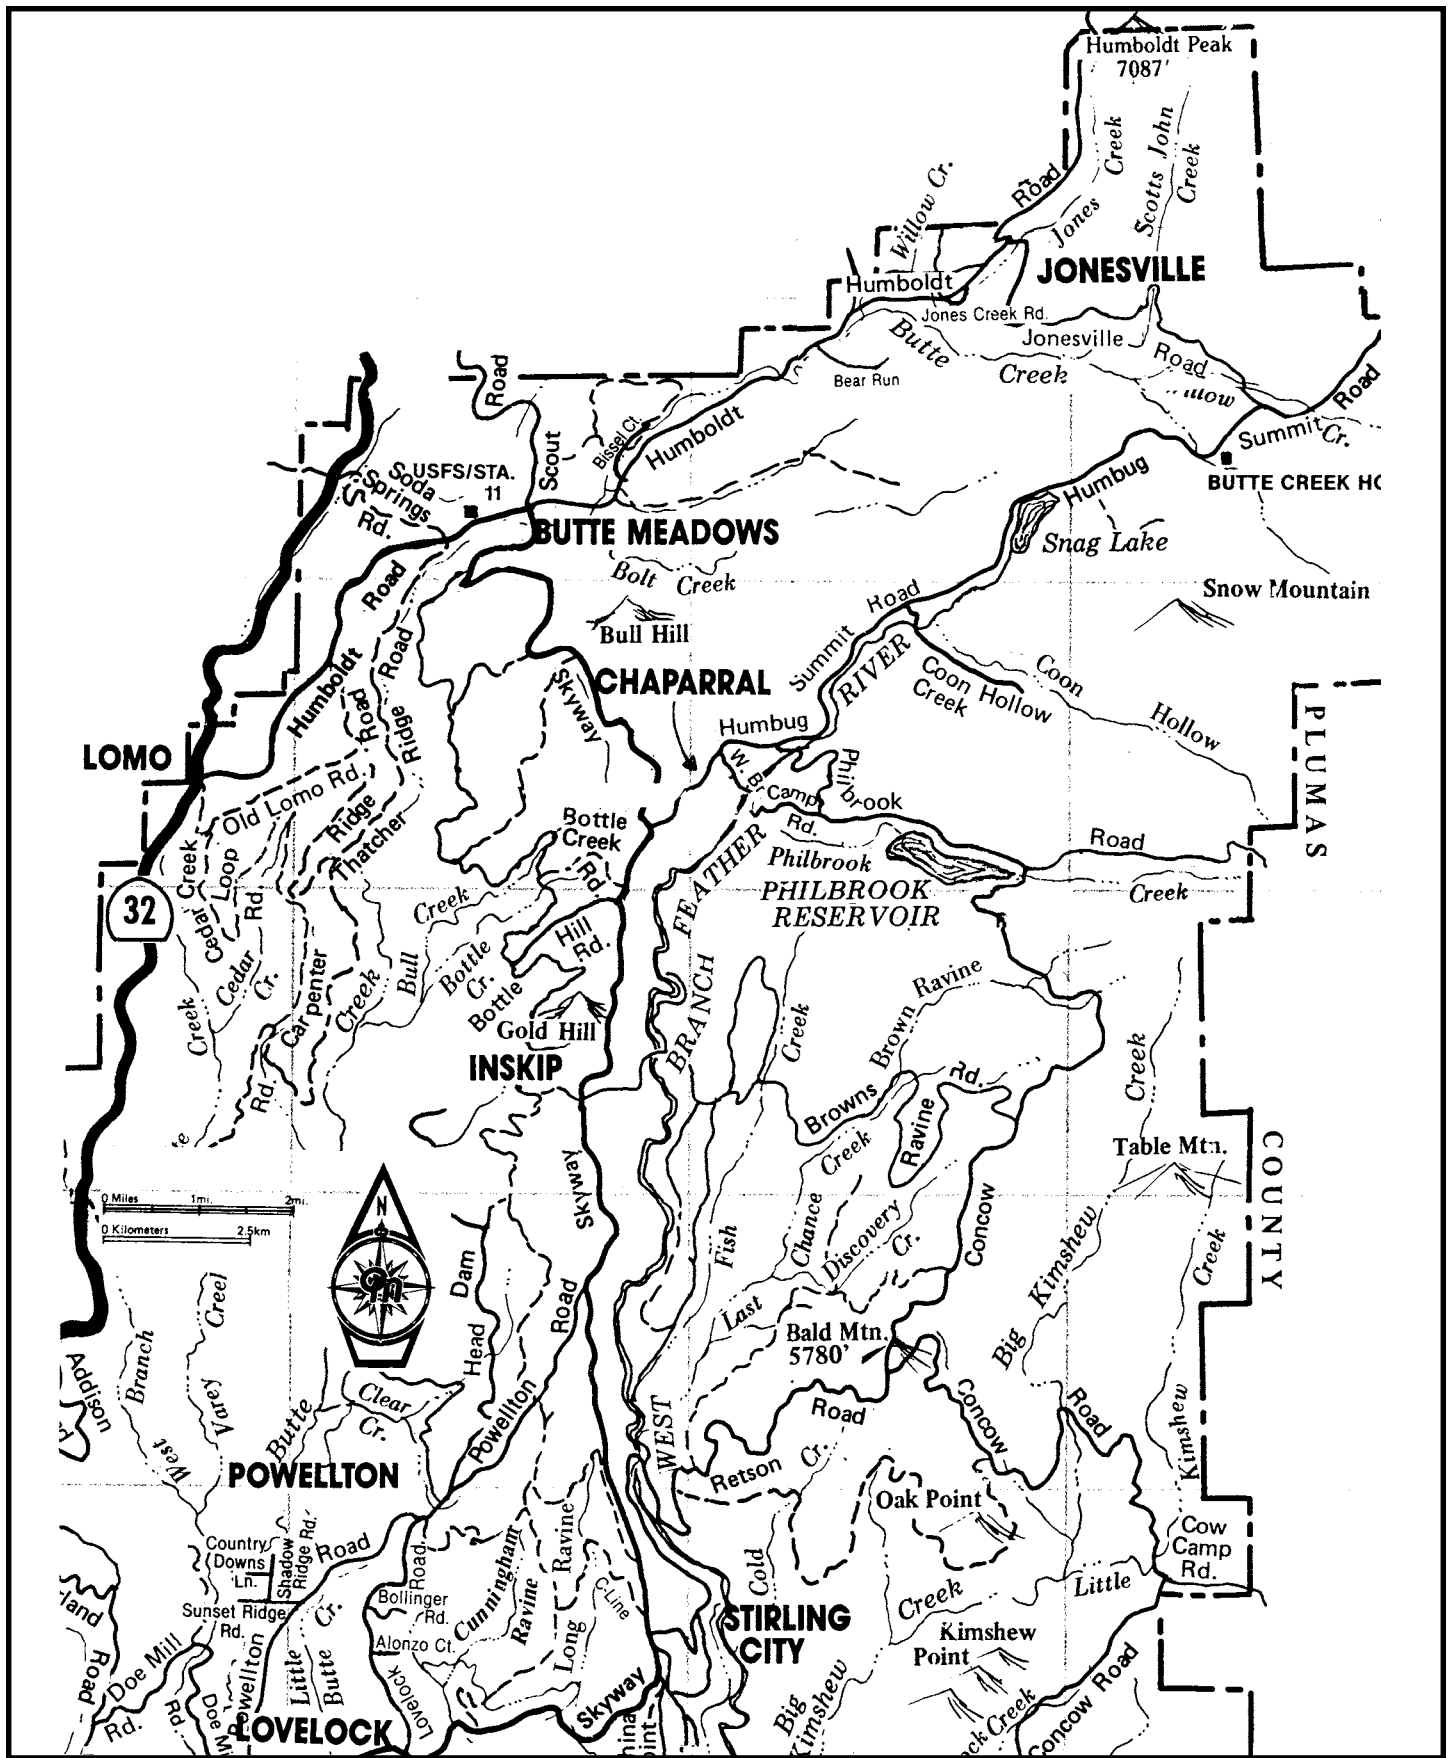 Humboldt Peak
7087'
Creek
Scotts John
Creek
Willow Cr.
Road
Jones
JONESVILLE
Humboldt
Jones Creek Rd.
Butte
Creek
Jonesville
Road
Bear Run
Road
Summit
Cr.
Road
Scout
Bissel Ct.
Humboldt
Soda
Springs
Rd.
USFS/STA.
11
BUTTE CREEK HO
Humbug
BUTTE MEADOWS
Snag Lake
Bolt Creek
Snow Mountain
Bull Hill
Road
Summit
Road
RIVER
Coon Hollow
Creek
Coon
Hollow
Humboldt
Road
Ridge
Road
CHAPARRAL
Skyway
Humbug
PLUMAS
LOMO
Old Lomo Rd.
Ridge
Thatcher
W. Br.
Camp
Rd.
Philbrook
Road
Bottle
Creek
Rd.
Philbrook
Creek
PHILBROOK
RESERVOIR
FEATHER
32
Cedar Creek
Loop
Rd.
Cedar
Cr.
Creek
Carpenter
Rd.
Creek
Bull
Creek
Bottle
Cr.
Bottle
Hill
Rd.
Gold Hill
BRANCH
Creek
Brown
Ravine
Creek
INSKIP
Browns
Rd.
Ravine
Creek
Table Mtn.
COUNTY
0 Miles 1mi. 2mi.
0 Kilometers 2.5km
N
Skyway
Fish
Chance
Last
Discovery
Cr.
Concow
Kimshew
Big
Creek
Kimshew
Dam
Head
Road
Powellton
Bald Mtn.
5780'
Addison
Branch
West
Varey
Butte
Clear
Cr.
POWELLTON
WEST
Road
Retson
Cr.
Concow
Road
Oak Point
Cow
Camp
Rd.
Country
Downs
Ln.
Shadow
Ridge Rd.
Road
Sunset Ridge
Rd.
Bollinger
Rd.
Road
Alonzo Ct.
Cunningham
Ravine
Ravine
Long
C-Line
Cold
Creek
Little
STIRLING
CITY
Kimshew
Point
Road
Doe Mill
Rd.
Rd.
Powellton
Little
Butte
Cr.
LOVELOCK
Lovelock
Skyway
Big
Kimshew
Creek
Concow Road